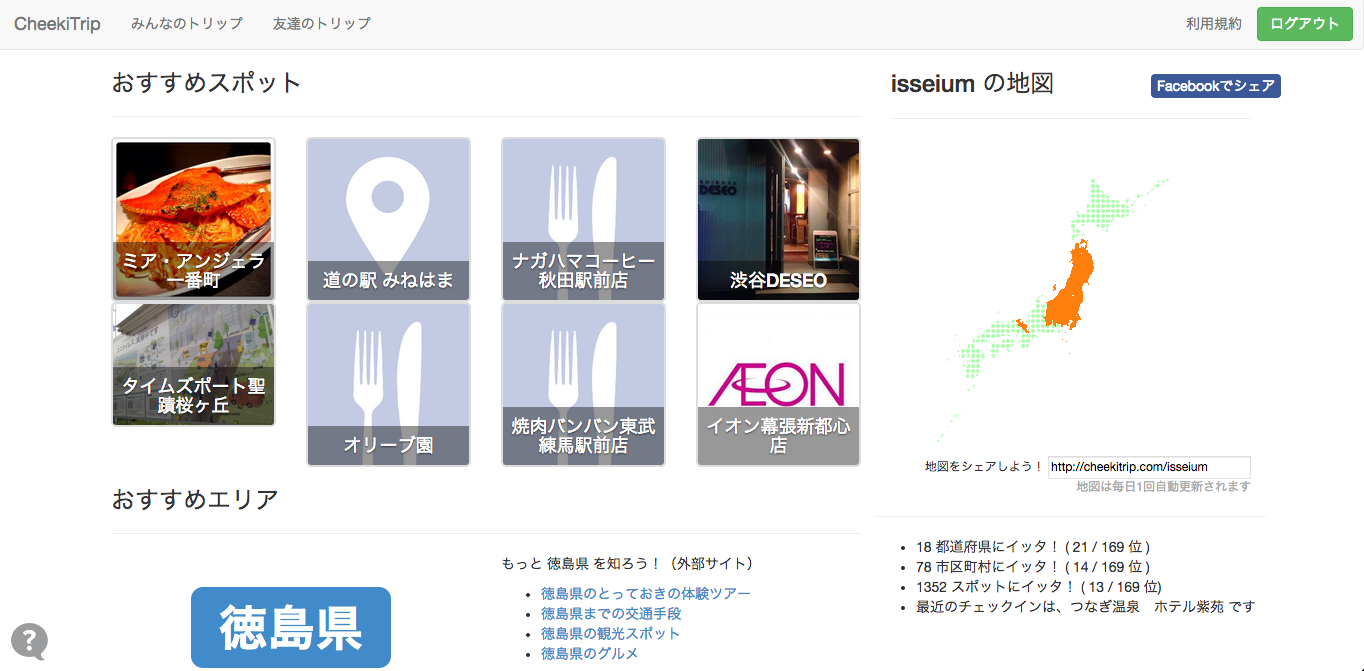 CheekiTrip
みんなのトリップ
友達のトリップ
利用規約
ログアウト
おすすめスポット
ミア・アンジェラ
一番町
道の駅 みねはま
ナガハマコーヒー
秋田駅前店
DESEO
渋谷DESEO
タイムズポート聖
蹟桜ヶ丘
オリーブ園
焼肉バンバン東武
練馬駅前店
ÆON
イオン幕張新都心
店
おすすめエリア
徳島県
もっと 徳島県 を知ろう！（外部サイト）
徳島県のとっておきの体験ツアー
徳島県までの交通手段
徳島県の観光スポット
徳島県のグルメ
isseium の地図
Facebookでシェア
地図をシェアしよう！ http://cheekitrip.com/isseium
地図は毎日1回自動更新されます
18 都道府県にイッタ！ ( 21 / 169 位 )
78 市区町村にイッタ！ ( 14 / 169 位 )
1352 スポットにイッタ！ ( 13 / 169 位)
最近のチェックインは、つなぎ温泉　ホテル紫苑 です
?